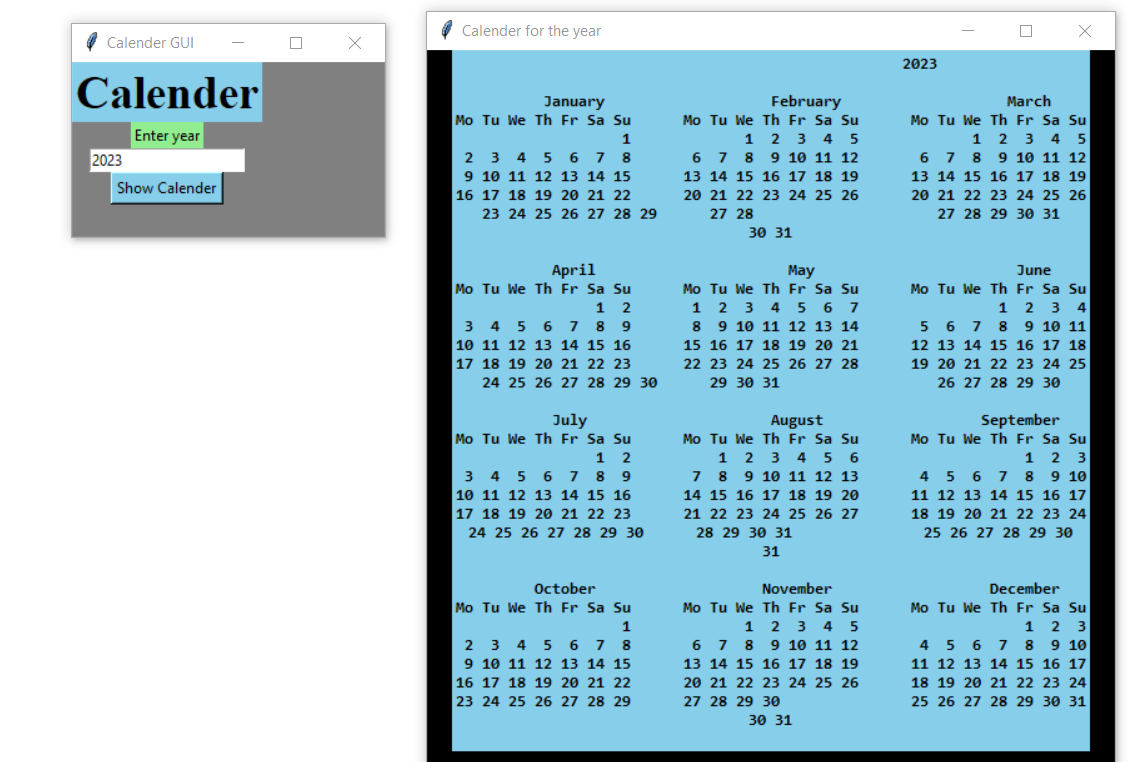 Calender GUI
Calender
Enter year
2023
Show Calender
Calender for the year
2023
January February March
Mo Tu We Th Fr Sa Su Mo Tu We Th Fr Sa Su Mo Tu We Th Fr Sa Su
1 1 2 3 4 5 1 2 3 4 5
2 3 4 5 6 7 8 6 7 8 9 10 11 12 6 7 8 9 10 11 12
9 10 11 12 13 14 15 13 14 15 16 17 18 19 13 14 15 16 17 18 19
16 17 18 19 20 21 22 20 21 22 23 24 25 26 20 21 22 23 24 25 26
23 24 25 26 27 28 29 27 28 27 28 29 30 31
30 31
April May June
Mo Tu We Th Fr Sa Su Mo Tu We Th Fr Sa Su Mo Tu We Th Fr Sa Su
1 2 1 2 3 4 5 6 7 1 2 3 4
3 4 5 6 7 8 9 8 9 10 11 12 13 14 5 6 7 8 9 10 11
10 11 12 13 14 15 16 15 16 17 18 19 20 21 12 13 14 15 16 17 18
17 18 19 20 21 22 23 22 23 24 25 26 27 28 19 20 21 22 23 24 25
24 25 26 27 28 29 30 29 30 31 26 27 28 29 30
July August September
Mo Tu We Th Fr Sa Su Mo Tu We Th Fr Sa Su Mo Tu We Th Fr Sa Su
1 2 1 2 3 4 5 6 1 2 3
3 4 5 6 7 8 9 7 8 9 10 11 12 13 4 5 6 7 8 9 10
10 11 12 13 14 15 16 14 15 16 17 18 19 20 11 12 13 14 15 16 17
17 18 19 20 21 22 23 21 22 23 24 25 26 27 18 19 20 21 22 23 24
24 25 26 27 28 29 30 28 29 30 31 25 26 27 28 29 30
31
October November December
Mo Tu We Th Fr Sa Su Mo Tu We Th Fr Sa Su Mo Tu We Th Fr Sa Su
1 1 2 3 4 5 1 2 3
2 3 4 5 6 7 8 6 7 8 9 10 11 12 4 5 6 7 8 9 10
9 10 11 12 13 14 15 13 14 15 16 17 18 19 11 12 13 14 15 16 17
16 17 18 19 20 21 22 20 21 22 23 24 25 26 18 19 20 21 22 23 24
23 24 25 26 27 28 29 27 28 29 30 25 26 27 28 29 30 31
30 31